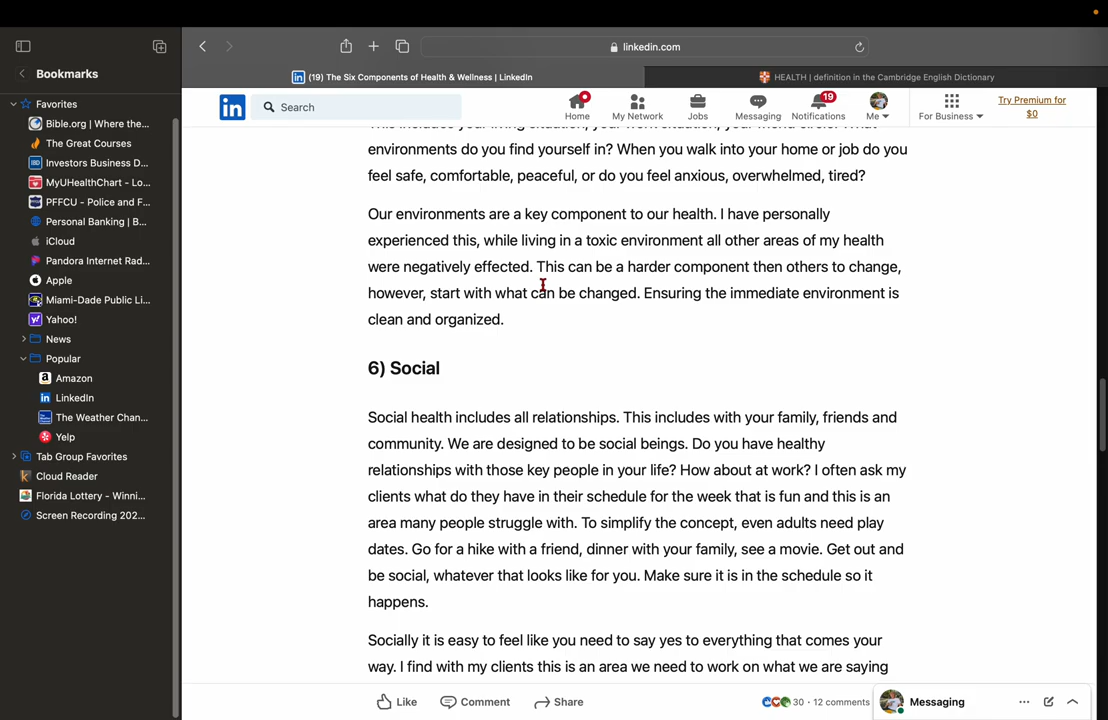 Bookmarks
Favorites
Bible.org | Where the...
The Great Courses
Investors Business D...
MyUHealthChart - Lo...
PFFCU - Police and F...
Personal Banking | B...
iCloud
Pandora Internet Rad...
Apple
Miami-Dade Public Li...
Yahoo!
News
Popular
Amazon
LinkedIn
The Weather Chan...
Yelp
Tab Group Favorites
Cloud Reader
Florida Lottery - Winni...
Screen Recording 202...
linkedin.com
(19) The Six Components of Health & Wellness | LinkedIn
HEALTH | definition in the Cambridge English Dictionary
in
Search
Home
My Network
Jobs
Messaging
19
Notifications
Me
For Business
Try Premium for
$0
This includes your living situation, your work situation, your friend circle. What
environments do you find yourself in? When you walk into your home or job do you
feel safe, comfortable, peaceful, or do you feel anxious, overwhelmed, tired?
Our environments are a key component to our health. I have personally
experienced this, while living in a toxic environment all other areas of my health
were negatively effected. This can be a harder component then others to change,
however, start with what can be changed. Ensuring the immediate environment is
clean and organized.
6) Social
Social health includes all relationships. This includes with your family, friends and
community. We are designed to be social beings. Do you have healthy
relationships with those key people in your life? How about at work? I often ask my
clients what do they have in their schedule for the week that is fun and this is an
area many people struggle with. To simplify the concept, even adults need play
dates. Go for a hike with a friend, dinner with your family, see a movie. Get out and
be social, whatever that looks like for you. Make sure it is in the schedule so it
happens.
Socially it is easy to feel like you need to say yes to everything that comes your
way. I find with my clients this is an area we need to work on what we are saying
Like
Comment
Share
30 · 12 comments
Messaging